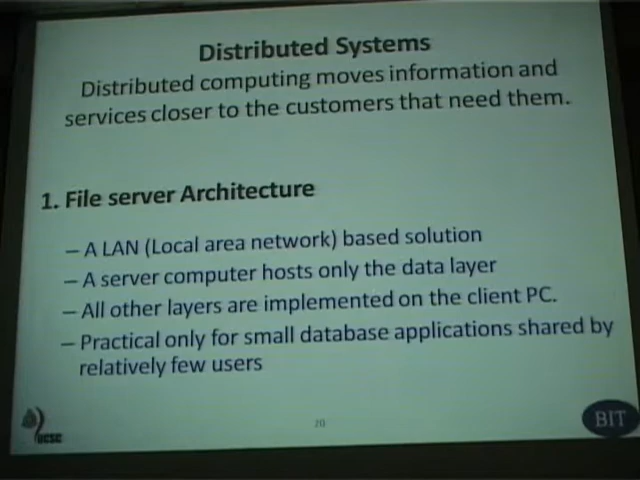 Distributed Systems
Distributed computing moves information and
services closer to the customers that need them.
1. File server Architecture
– A LAN (Local area network) based solution
– A server computer hosts only the data layer
– All other layers are implemented on the client PC.
– Practical only for small database applications shared by
relatively few users
UCSC
20
BIT